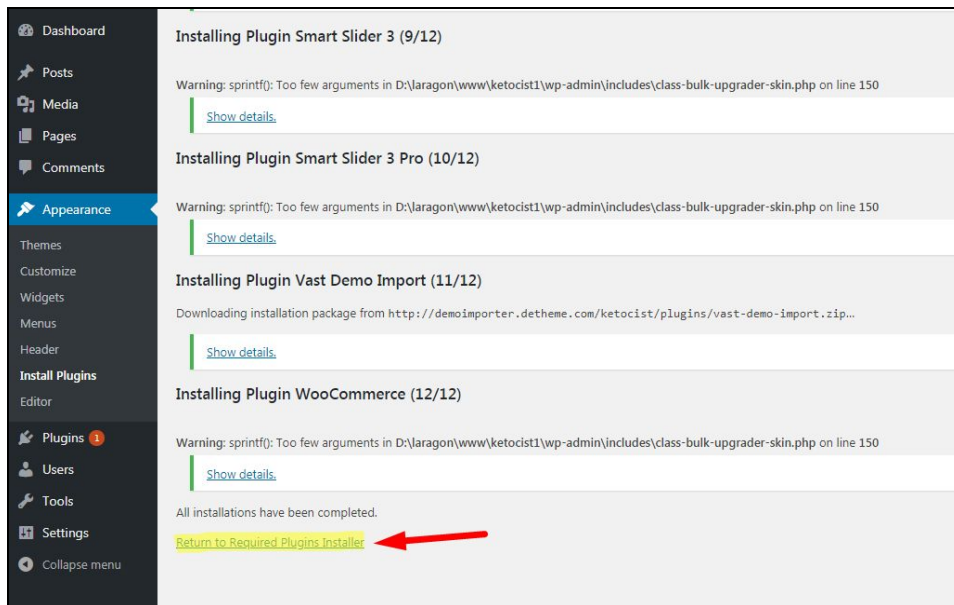 Dashboard
Posts
Media
Pages
Comments
Appearance
Themes
Customize
Widgets
Menus
Header
Install Plugins
Editor
Plugins 1
Users
Tools
Settings
Collapse menu
Installing Plugin Smart Slider 3 (9/12)
Warning: sprintf(): Too few arguments in D:\laragon\www\ketocist1\wp-admin\includes\class-bulk-upgrader-skin.php on line 150
Show details.
Installing Plugin Smart Slider 3 Pro (10/12)
Warning: sprintf(): Too few arguments in D:\laragon\www\ketocist1\wp-admin\includes\class-bulk-upgrader-skin.php on line 150
Show details.
Installing Plugin Vast Demo Import (11/12)
Downloading installation package from http://demoimporter.detheme.com/ketocist/plugins/vast-demo-import.zip…
Show details.
Installing Plugin WooCommerce (12/12)
Warning: sprintf(): Too few arguments in D:\laragon\www\ketocist1\wp-admin\includes\class-bulk-upgrader-skin.php on line 150
Show details.
All installations have been completed.
Return to Required Plugins Installer